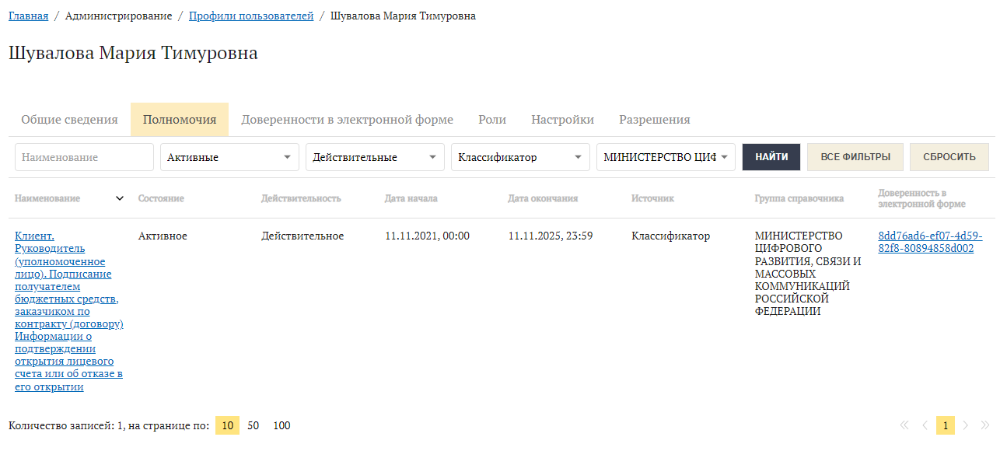 Главная / Администрирование / Профили пользователей / Шувалова Мария Тимуровна
Шувалова Мария Тимуровна
Общие сведения Полномочия Доверенности в электронной форме Роли Настройки Разрешения
Наименование Активные Действительные Классификатор МИНИСТЕРСТВО ЦИФ НАЙТИ ВСЕ ФИЛЬТРЫ СБРОСИТЬ
Наименование Состояние Действительность Дата начала Дата окончания Источник Группа справочника Доверенность в
электронной форме
Клиент. Активное Действительное 11.11.2021, 00:00 11.11.2025, 23:59 Классификатор МИНИСТЕРСТВО 8dd76ad6-ef07-4d59-
Руководитель ЦИФРОВОГО 82f8-80894858d002
(уполномоченное РАЗВИТИЯ, СВЯЗИ И
лицо). Подписание МАССОВЫХ
получателем КОММУНИКАЦИЙ
бюджетных средств, РОССИЙСКОЙ
заказчиком по ФЕДЕРАЦИИ
контракту (договору)
Информации о
подтверждении
открытия лицевого
счета или об отказе в
его открытии
Количество записей: 1, на странице по: 10 50 100 1